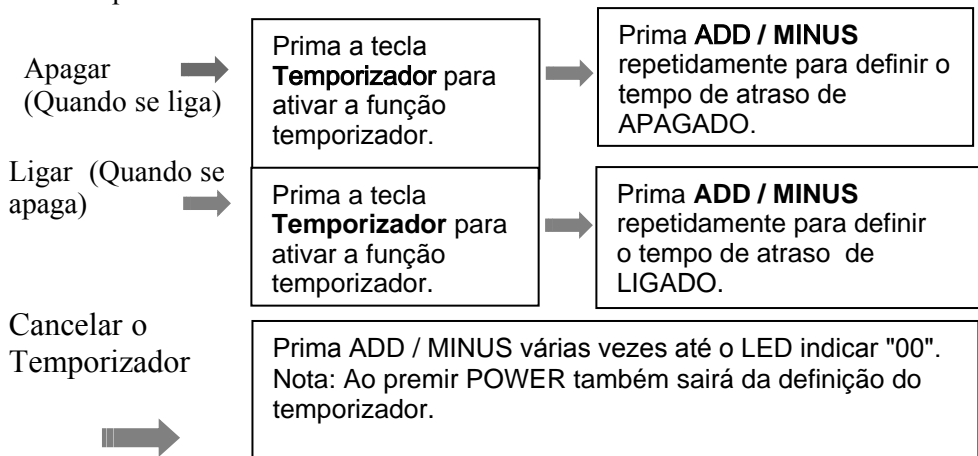 Apagar
(Quando se liga)
Prima a tecla
Temporizador para
ativar a função
temporizador.
Prima ADD / MINUS
repetidamente para definir o
tempo de atraso de
APAGADO.
Ligar (Quando se
apaga)
Prima a tecla
Temporizador para
ativar a função
temporizador.
Prima ADD / MINUS
repetidamente para definir
o tempo de atraso de
LIGADO.
Cancelar o
Temporizador
Prima ADD / MINUS várias vezes até o LED indicar "00".
Nota: Ao premir POWER também sairá da definição do
temporizador.